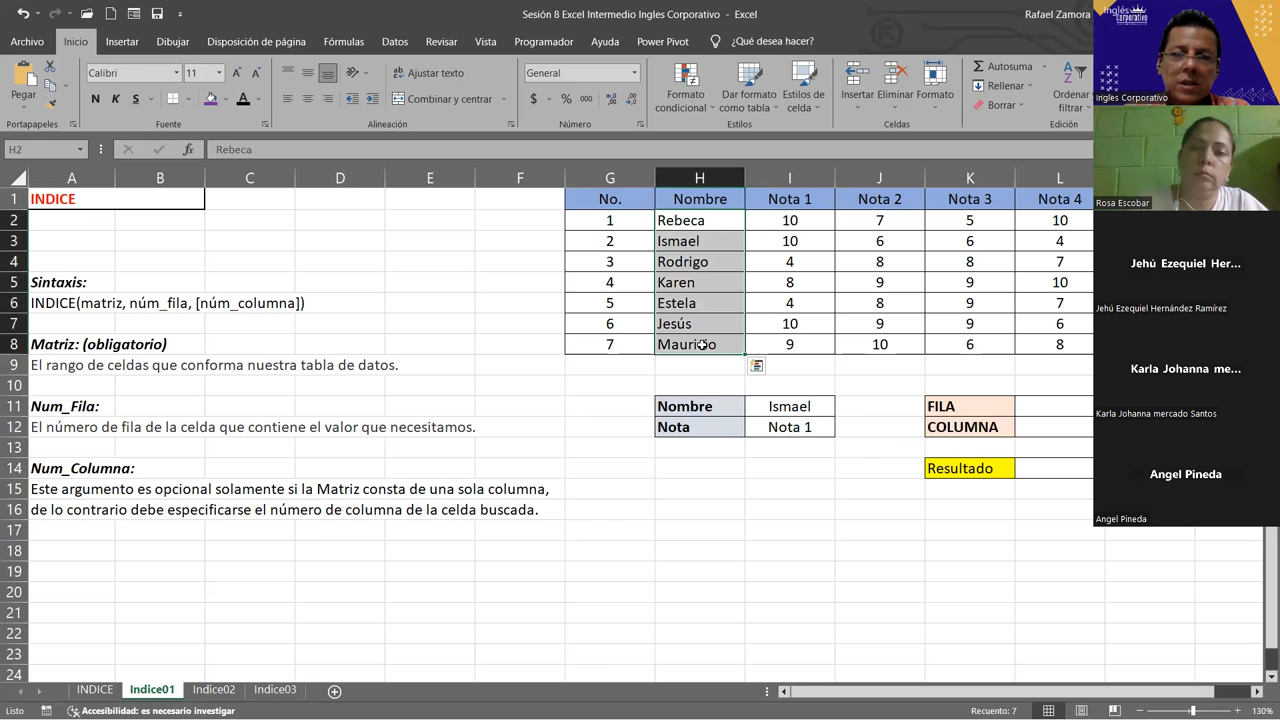 Sesión 8 Excel Intermedio Ingles Corporativo - Excel
Rafael Zamora
Archivo Inicio Insertar Dibujar Disposición de página Fórmulas Datos Revisar Vista Programador Ayuda Power Pivot ¿Qué desea hacer?
Pegar
Calibri 11
N K S
Ajustar texto
Combinar y centrar
General
$ % 000
Formato condicional
Dar formato como tabla
Estilos de celda
Insertar Eliminar Formato
Autosuma
Rellenar
Borrar
Ordenar filtrar
Portapapeles Fuente Alineación Número Estilos Celdas Edición
H2 fx Rebeca
A B C D E F G H I J K L
1 INDICE No. Nombre Nota 1 Nota 2 Nota 3 Nota 4
2 1 Rebeca 10 7 5 10
3 2 Ismael 10 6 6 4
4 3 Rodrigo 4 8 8 7
5 Sintaxis: 4 Karen 8 9 9 10
6 INDICE(matriz, núm_fila, [núm_columna]) 5 Estela 4 8 9 7
7 6 Jesús 10 9 9 6
8 Matriz: (obligatorio) 7 Mauricio 9 10 6 8
9 El rango de celdas que conforma nuestra tabla de datos.
10
11 Num_Fila: Nombre Ismael FILA
12 El número de fila de la celda que contiene el valor que necesitamos. Nota Nota 1 COLUMNA
13
14 Num_Columna: Resultado
15 Este argumento es opcional solamente si la Matriz consta de una sola columna,
16 de lo contrario debe especificarse el número de columna de la celda buscada.
17
18
19
20
21
22
23
24
INDICE Indice01 Indice02 Indice03
Listo Accesibilidad: es necesario investigar Recuento: 7 130%
Inglés Corporativo
Ingles Corporativo
Rosa Escobar
Jehú Ezequiel Her...
Jehú Ezequiel Hernández Ramírez
Karla Johanna me...
Karla Johanna mercado Santos
Angel Pineda
Angel Pineda